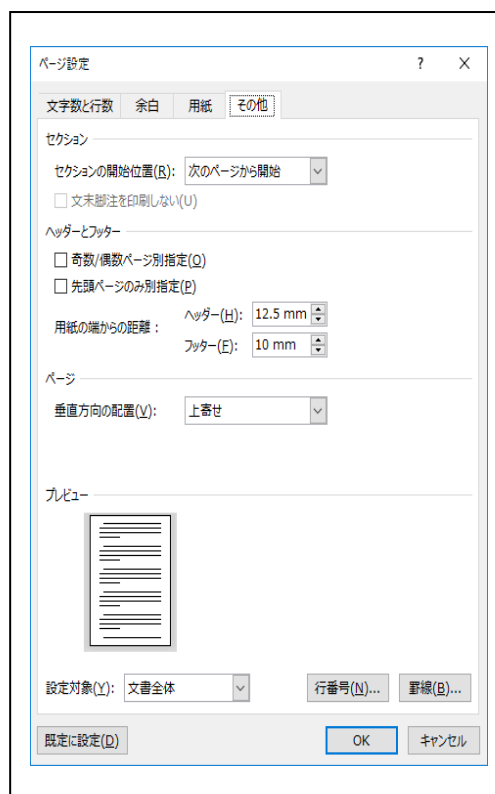 ページ設定 ? ×
文字数と行数 余白 用紙 その他
セクション
セクションの開始位置(R): 次のページから開始
文末脚注を印刷しない(U)
ヘッダーとフッター
奇数/偶数ページ別指定(O)
先頭ページのみ別指定(P)
用紙の端からの距離：
ヘッダー(H): 12.5 mm
フッター(F): 10 mm
ページ
垂直方向の配置(V): 上寄せ
プレビュー
設定対象(Y): 文書全体 行番号(N)... 罫線(B)...
既定に設定(D) OK キャンセル